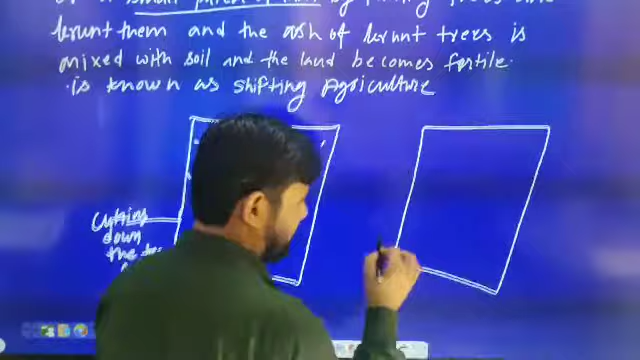 burnt them and the ash of burnt trees is
mixed with soil and the land becomes fertile.
is known as shifting Agriculture
Cutting
down
the